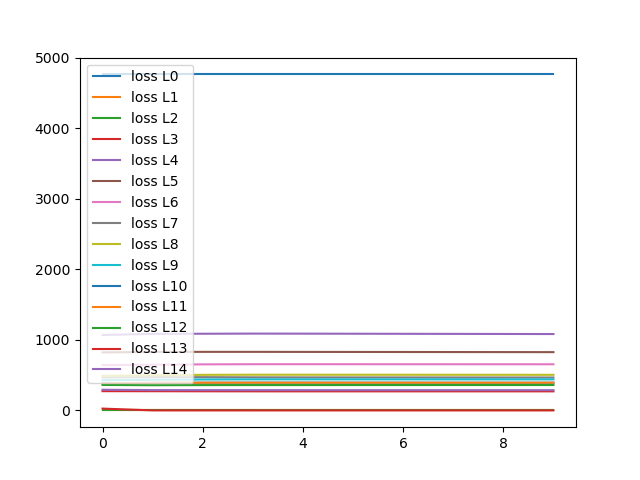 5000
4000
3000
2000
1000
0
loss L0
loss L1
loss L2
loss L3
loss L4
loss L5
loss L6
loss L7
loss L8
loss L9
loss L10
loss L11
loss L12
loss L13
loss L14
0 2 4 6 8